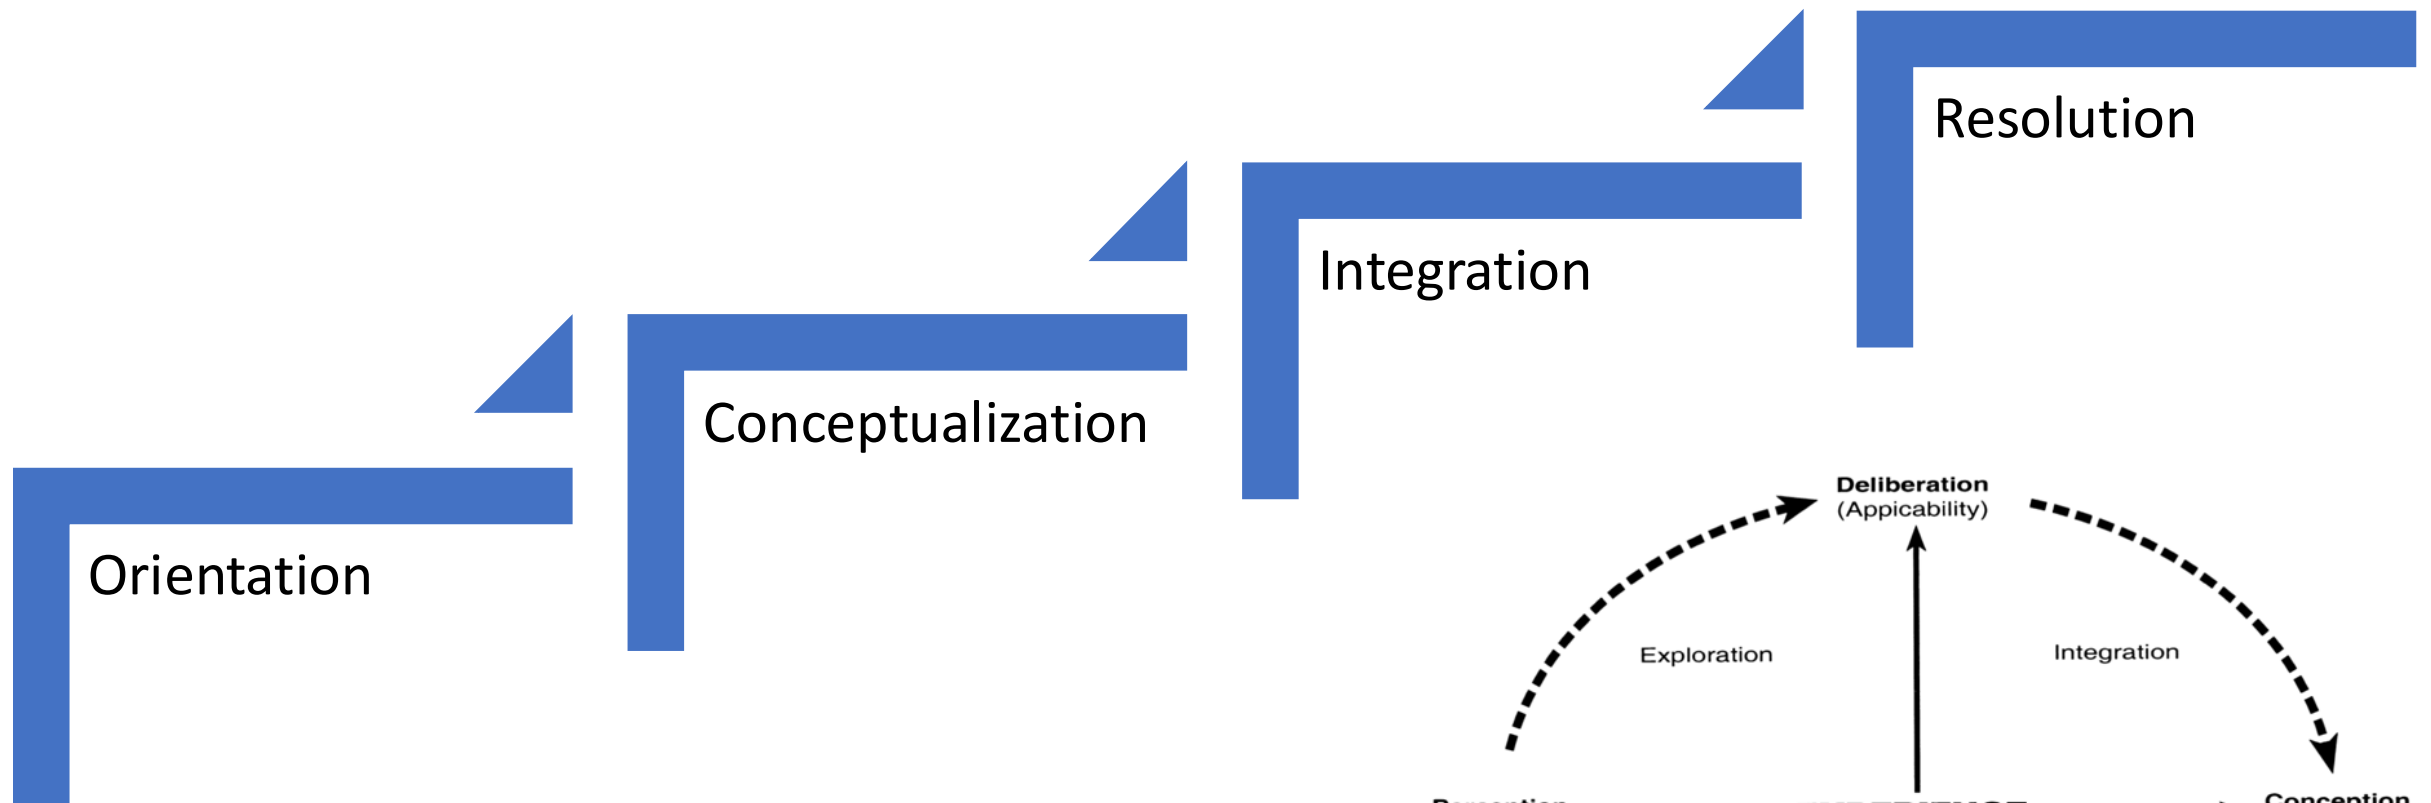 Resolution
Integration
Conceptualization
Orientation
Deliberation
(Appicability)
Exploration
Integration